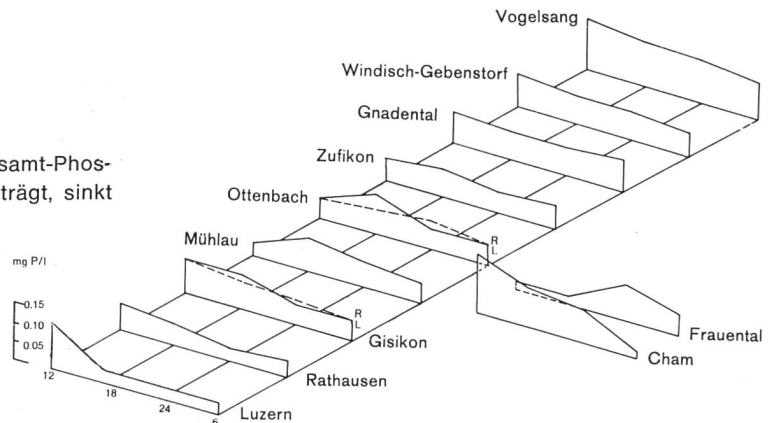 Vogelsang
Windisch-Gebenstorf
Gnadental
samt-Phos-
Zufikon
trägt, sinkt
Ottenbach
R
L
Mühlau
mg P/l
0.15
0.10
0.05
R
L
Gisikon
Frauental
Cham
Rathausen
12
18
24
6
Luzern